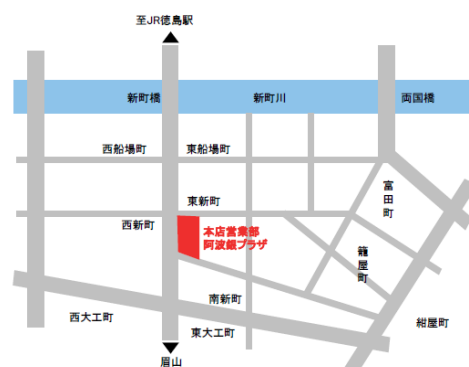 至JR徳島駅
新町橋
新町川
両国橋
西船場町
東船場町
富田町
東新町
西新町
本店営業部
阿波銀プラザ
籠屋町
南新町
西大工町
東大工町
紺屋町
眉山